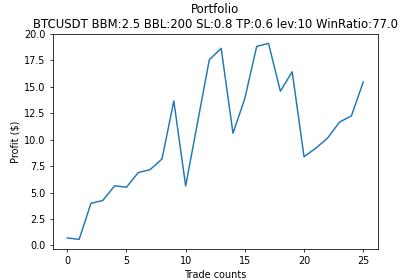 Portfolio
BTCUSDT BBM:2.5 BBL:200 SL:0.8 TP:0.6 lev:10 WinRatio:77.0
20.0
17.5
15.0
12.5
10.0
7.5
5.0
2.5
0.0
Profit ($)
0 5 10 15 20 25
Trade counts